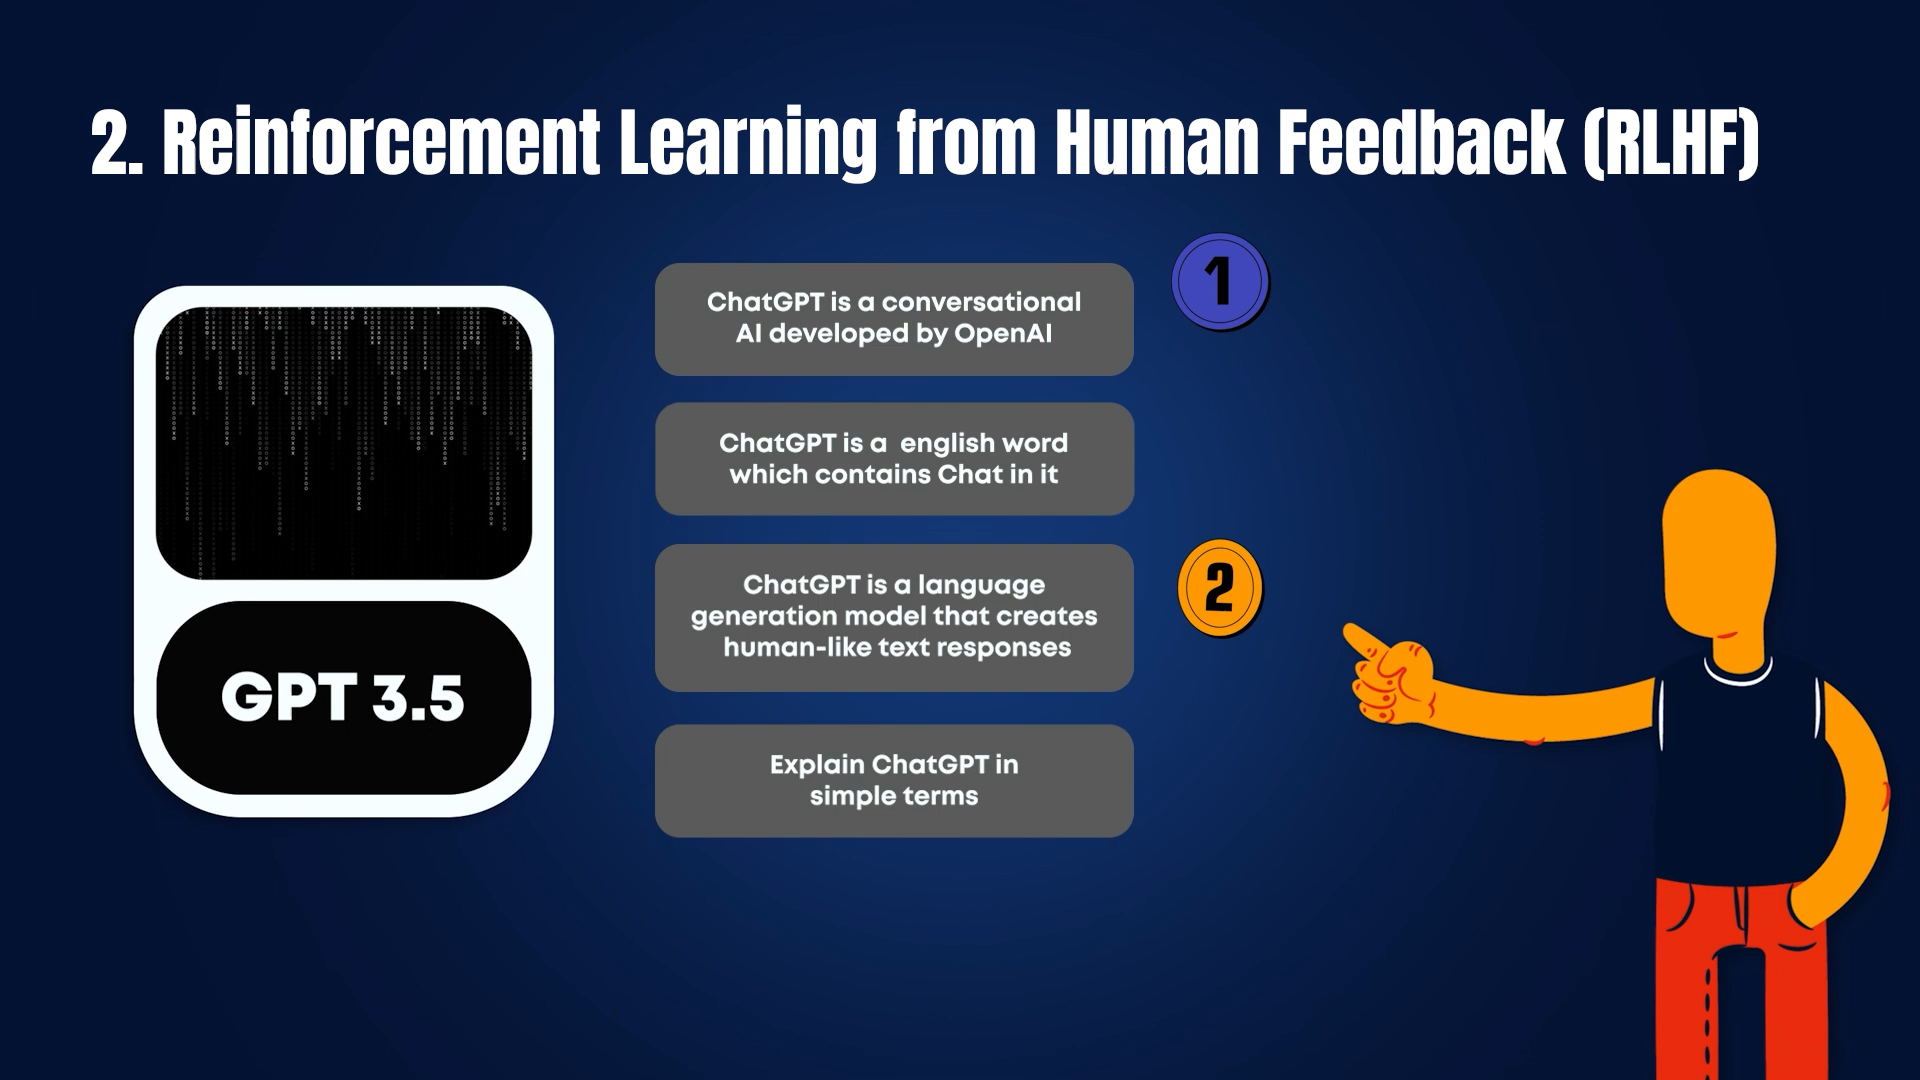 2. Reinforcement Learning from Human Feedback (RLHF)
GPT 3.5
ChatGPT is a conversational
AI developed by OpenAI
1
ChatGPT is a  english word
which contains Chat in it
ChatGPT is a language
generation model that creates
human-like text responses
2
Explain ChatGPT in
simple terms